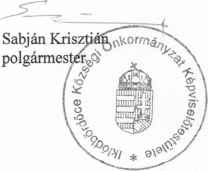 Sabján Krisztián
polgármester
Iklódbördőce Községi Önkormányzat Képviselőtestülete *